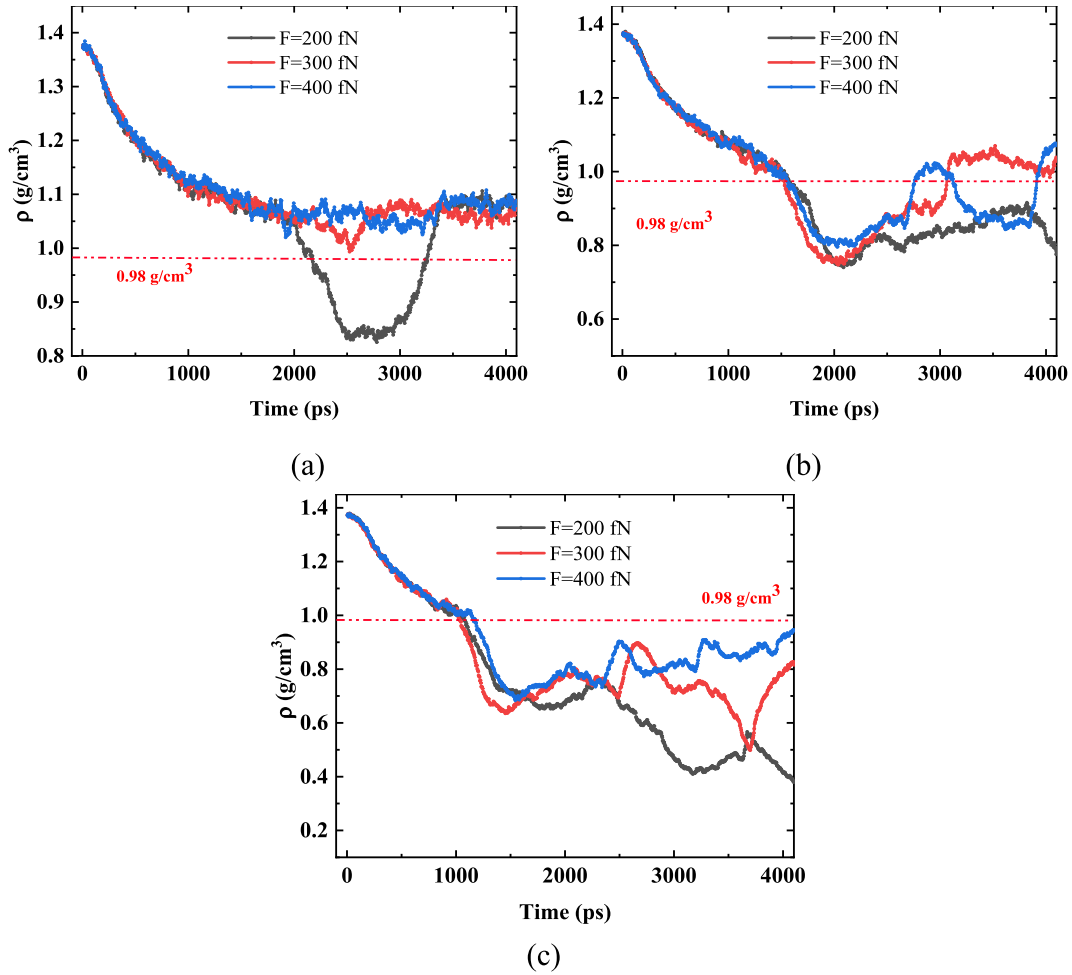 F=200 fN
F=300 fN
F=400 fN
1.4
1.3
1.2
1.1
1.0
0.9
0.8
ρ (g/cm³)
0.98 g/cm³
0 1000 2000 3000 4000
Time (ps)
(a)
F=200 fN
F=300 fN
F=400 fN
1.4
1.2
1.0
0.8
0.6
ρ (g/cm³)
0.98 g/cm³
0 1000 2000 3000 4000
Time (ps)
(b)
F=200 fN
F=300 fN
F=400 fN
1.4
1.2
1.0
0.8
0.6
0.4
0.2
ρ (g/cm³)
0.98 g/cm³
0 1000 2000 3000 4000
Time (ps)
(c)